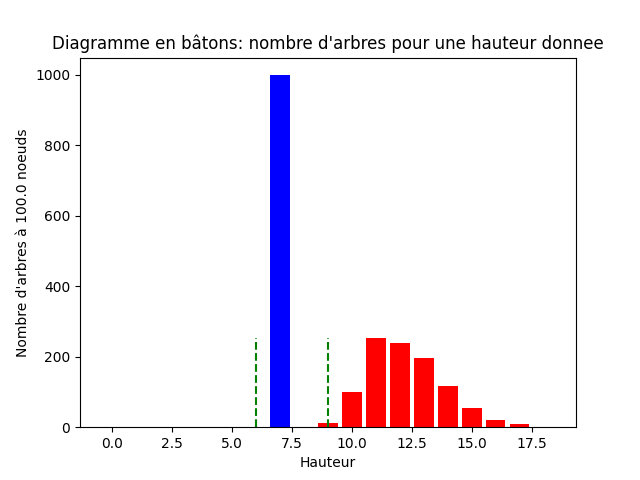 Diagramme en bâtons: nombre d'arbres pour une hauteur donnee
Nombre d'arbres à 100.0 noeuds
1000
800
600
400
200
0
0.0 2.5 5.0 7.5 10.0 12.5 15.0 17.5
Hauteur